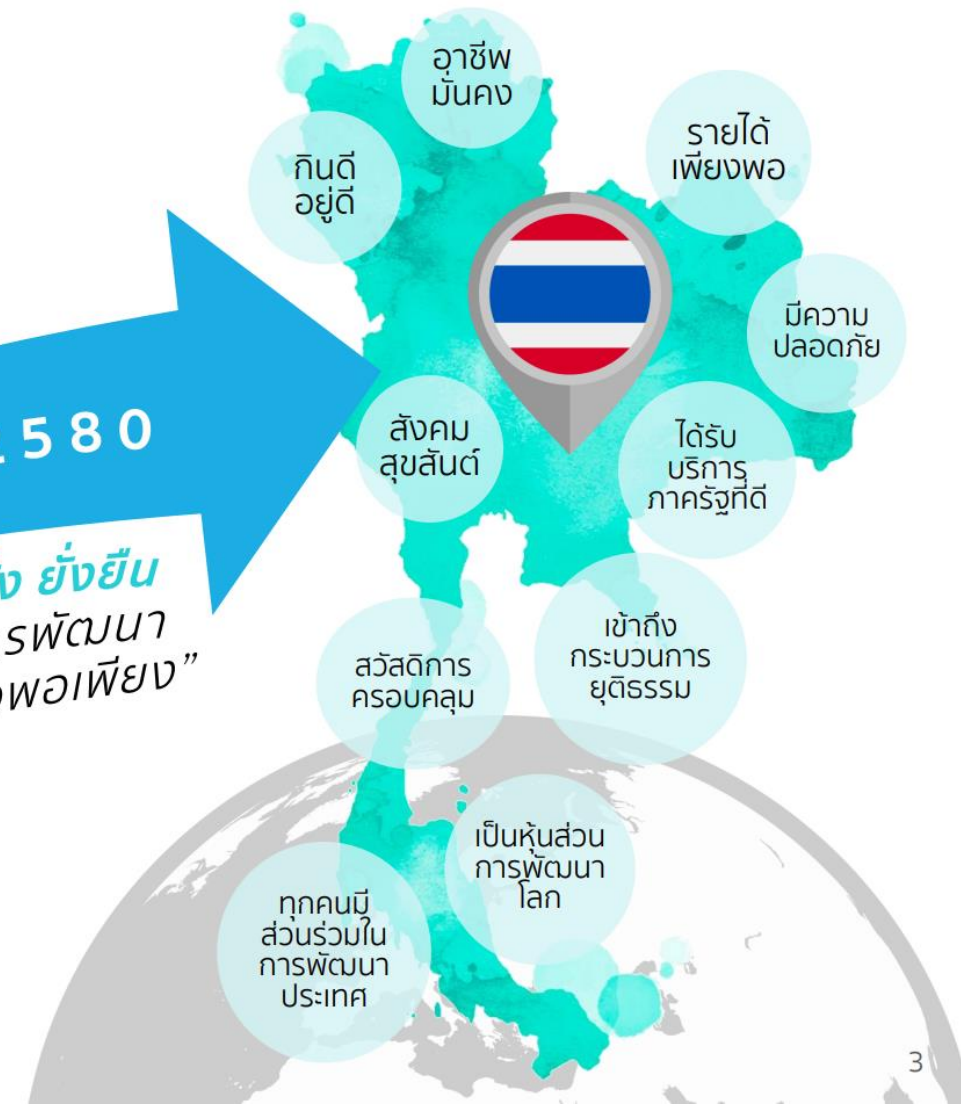 อาชีพ
มั่นคง
รายได้
เพียงพอ
กินดี
อยู่ดี
มีความ
ปลอดภัย
580
สังคม
สุขสันต์
ได้รับ
บริการ
ภาครัฐที่ดี
ยั่งยืน
พัฒนา
พอเพียง”
สวัสดิการ
ครอบคลุม
เข้าถึง
กระบวนการ
ยุติธรรม
เป็นหุ้นส่วน
การพัฒนา
โลก
ทุกคนมี
ส่วนร่วมใน
การพัฒนา
ประเทศ
3